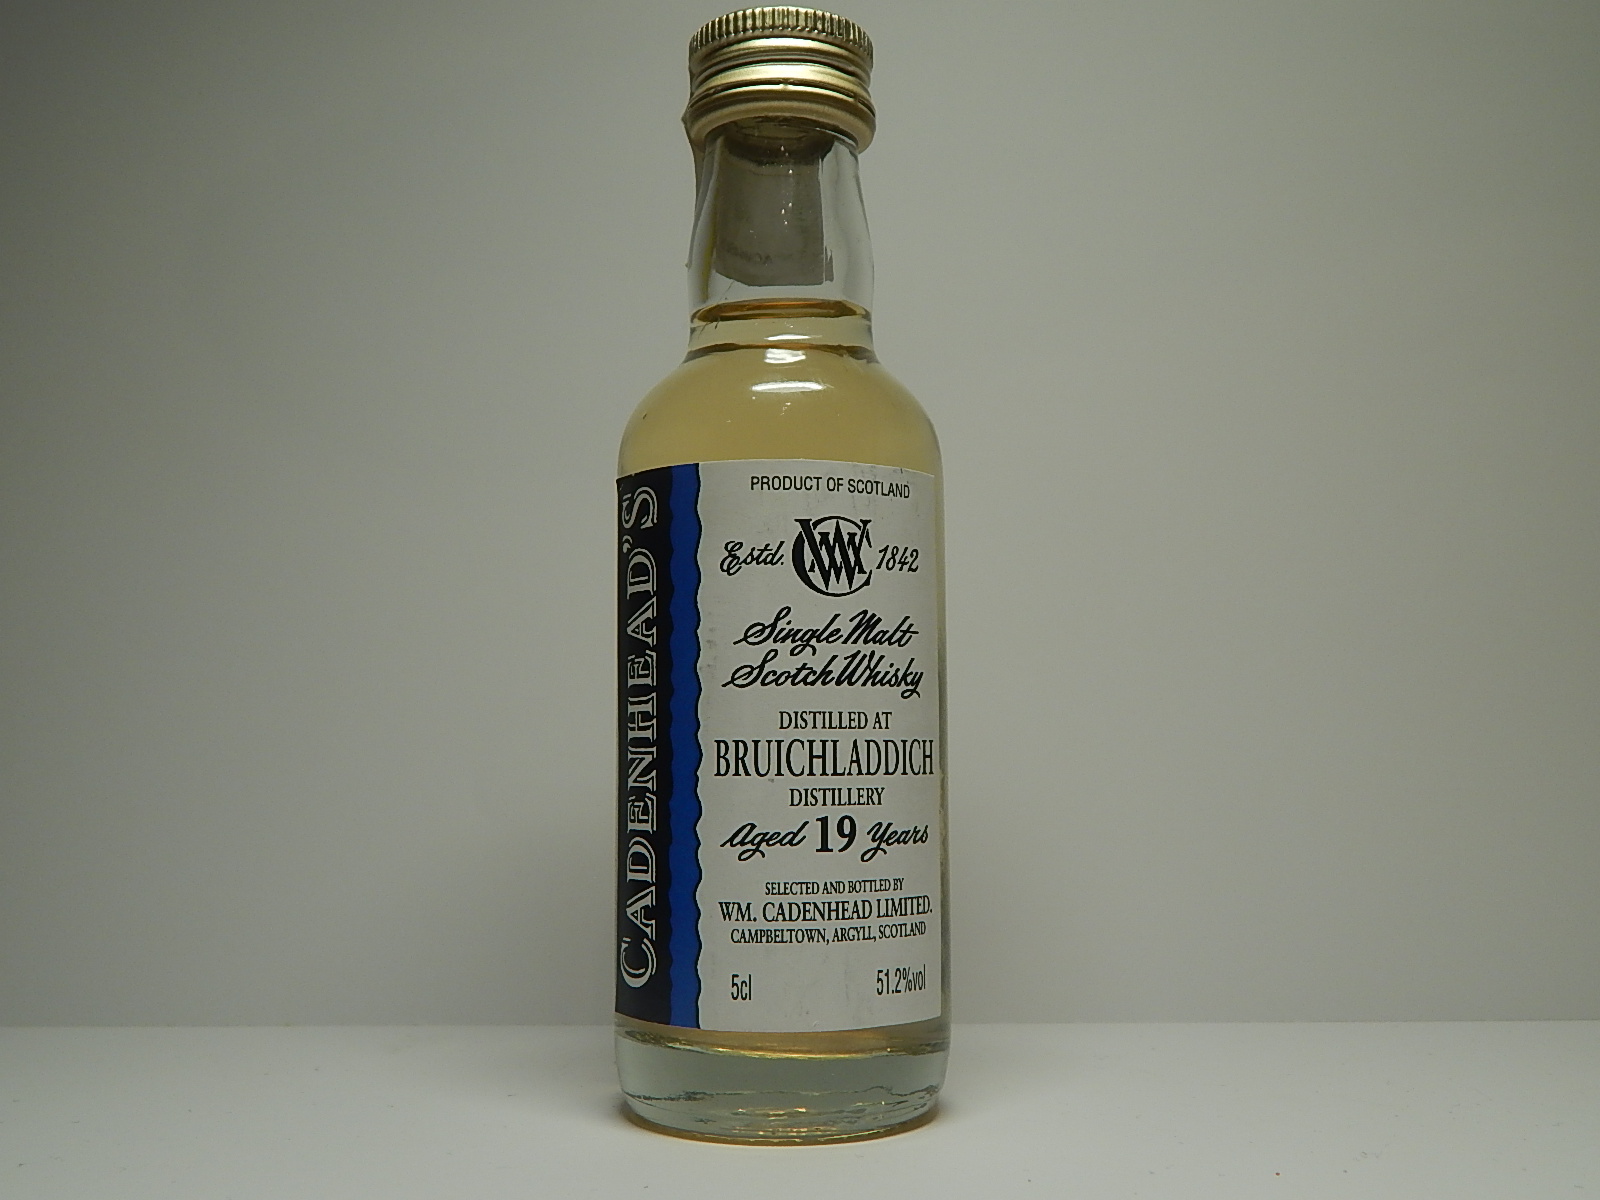 CADENHEAD'S
PRODUCT OF SCOTLAND
Estd. WC 1842
Single Malt
Scotch Whisky
DISTILLED AT
BRUICHLADDICH
DISTILLERY
Aged 19 Years
SELECTED AND BOTTLED BY
WM. CADENHEAD LIMITED.
CAMPBELTOWN, ARGYLL, SCOTLAND
5cl 51.2%vol